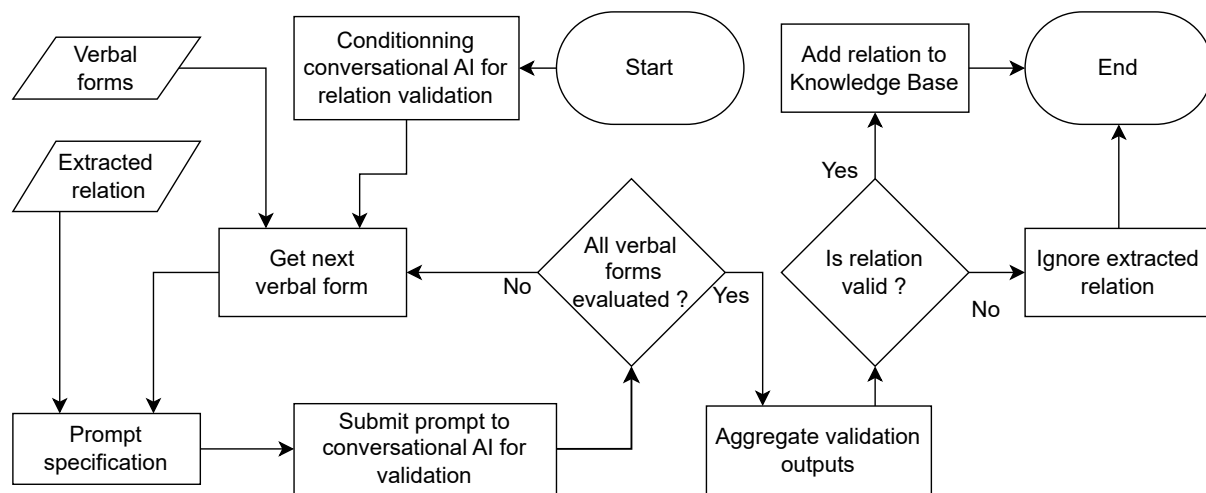 Verbal
forms
Conditionning
conversational AI for
relation validation
Start
Add relation to
Knowledge Base
End
Extracted
relation
Yes
Get next
verbal form
No
All verbal
forms
evaluated ?
Yes
Is relation
valid ?
No
Ignore extracted
relation
Prompt
specification
Submit prompt to
conversational AI for
validation
Aggregate validation
outputs